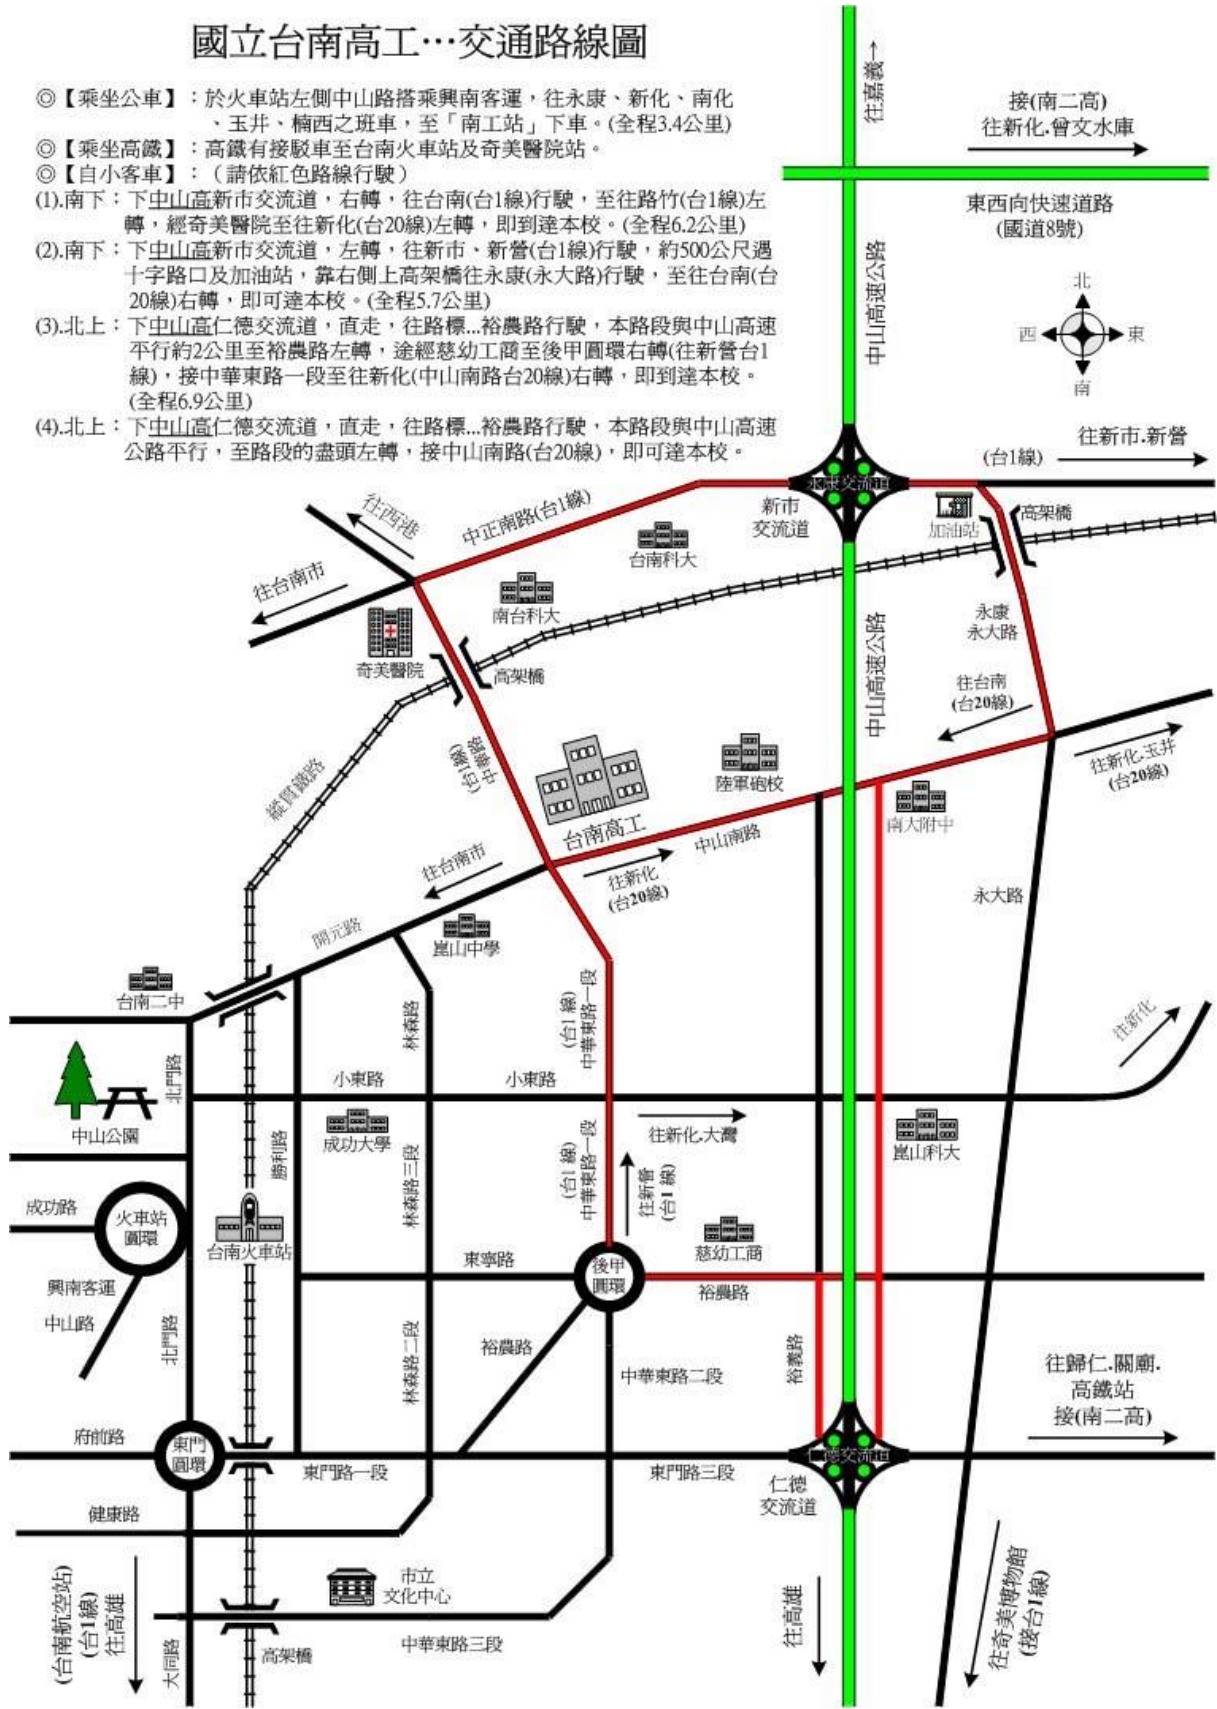 國立台南高工…交通路線圖
◎【乘坐公車】：於火車站左側中山路搭乘興南客運，往永康、新化、南化
、玉井、楠西之班車，至「南工站」下車。(全程3.4公里)
◎【乘坐高鐵】：高鐵有接駁車至台南火車站及奇美醫院站。
◎【自小客車】：（請依紅色路線行駛）
(1).南下：下中山高新市交流道，右轉，往台南(台1線)行駛，至往路竹(台1線)左
轉，經奇美醫院至往新化(台20線)左轉，即到達本校。(全程6.2公里)
(2).南下：下中山高新市交流道，左轉，往新市、新營(台1線)行駛，約500公尺遇
十字路口及加油站，靠右側上高架橋往永康(永大路)行駛，至往台南(台
20線)右轉，即可達本校。(全程5.7公里)
(3).北上：下中山高仁德交流道，直走，往路標...裕農路行駛，本路段與中山高速
平行約2公里至裕農路左轉，途經慈幼工商至後甲圓環右轉(往新營台1
線)，接中華東路一段至往新化(中山南路台20線)右轉，即到達本校。
(全程6.9公里)
(4).北上：下中山高仁德交流道，直走，往路標...裕農路行駛，本路段與中山高速
公路平行，至路段的盡頭左轉，接中山南路(台20線)，即可達本校。
往嘉義→
接(南二高)
往新化.曾文水庫
東西向快速道路
(國道8號)
中山高速公路
北
西
東
南
往新市.新營
(台1線)
永康交流道
新市
交流道
加油站
高架橋
往西港
中正南路(台1線)
台南科大
往台南市
南台科大
奇美醫院
高架橋
永康
永大路
中山高速公路
往台南
(台20線)
往新化.玉井
(台20線)
中華路
(台1線)
縱貫鐵路
陸軍砲校
台南高工
南大附中
中山南路
往台南市
往新化
(台20線)
永大路
開元路
崑山中學
台南二中
林森路
中華東路一段
(台1 線)
往新化
北門路
小東路
小東路
中山公園
勝利路
成功大學
林森路三段
中華東路一段
(台1 線)
往新化.大灣
往新營
(台1 線)
崑山科大
成功路
火車站
圓環
台南火車站
東寧路
後甲
圓環
慈幼工商
裕農路
興南客運
中山路
北門路
林森路二段
裕農路
中華東路二段
裕義路
往歸仁.關廟.
高鐵站
接(南二高)
府前路
東門
圓環
東門路一段
東門路三段
仁德交流道
仁德
交流道
健康路
市立
文化中心
往高雄
(台1線)
(台南航空站)
大同路
高架橋
中華東路三段
往高雄
往奇美博物館
(接台1線)